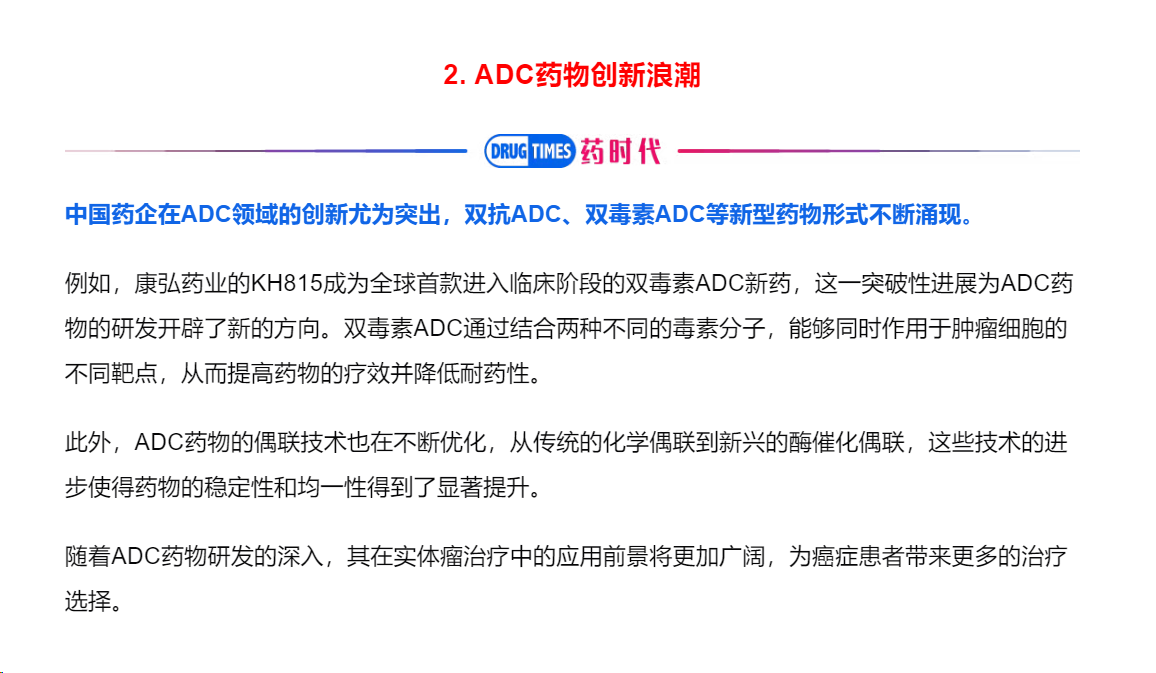 2. ADC药物创新浪潮
DRUG TIMES 药时代
中国药企在ADC领域的创新尤为突出，双抗ADC、双毒素ADC等新型药物形式不断涌现。
例如，康弘药业的KH815成为全球首款进入临床阶段的双毒素ADC新药，这一突破性进展为ADC药
物的研发开辟了新的方向。双毒素ADC通过结合两种不同的毒素分子，能够同时作用于肿瘤细胞的
不同靶点，从而提高药物的疗效并降低耐药性。
此外，ADC药物的偶联技术也在不断优化，从传统的化学偶联到新兴的酶催化偶联，这些技术的进
步使得药物的稳定性和均一性得到了显著提升。
随着ADC药物研发的深入，其在实体瘤治疗中的应用前景将更加广阔，为癌症患者带来更多的治疗
选择。